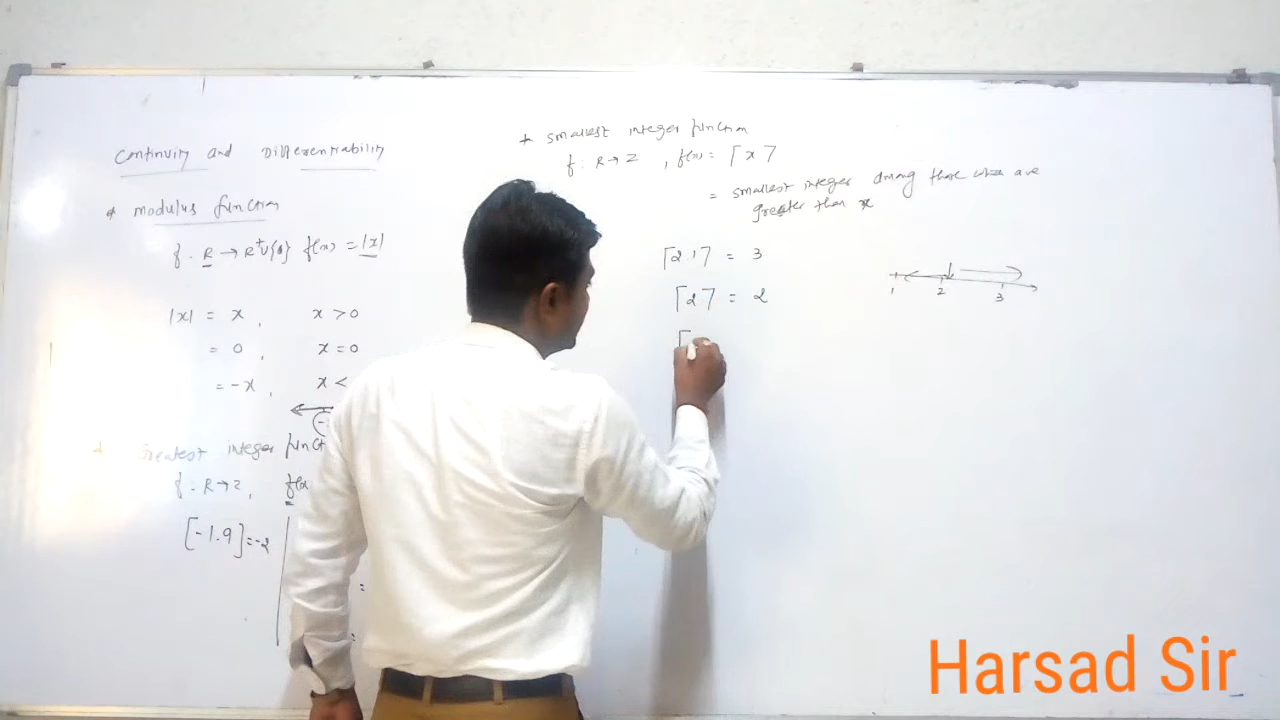 Continuity and Differentiability
* modulus function
f : R → R⁺∪{0} f(x) = |x|
|x| = x , x > 0
= 0 , x = 0
= -x , x <
* Greatest integer funct
f : R → Z , f(x
[-1.9] = -2
* smallest integer function
f : R → Z , f(x) = ⌈x⌉
= smallest integer among those which are
greater than x
⌈2.1⌉ = 3
⌈2⌉ = 2
⌈
1 2 3
Harsad Sir